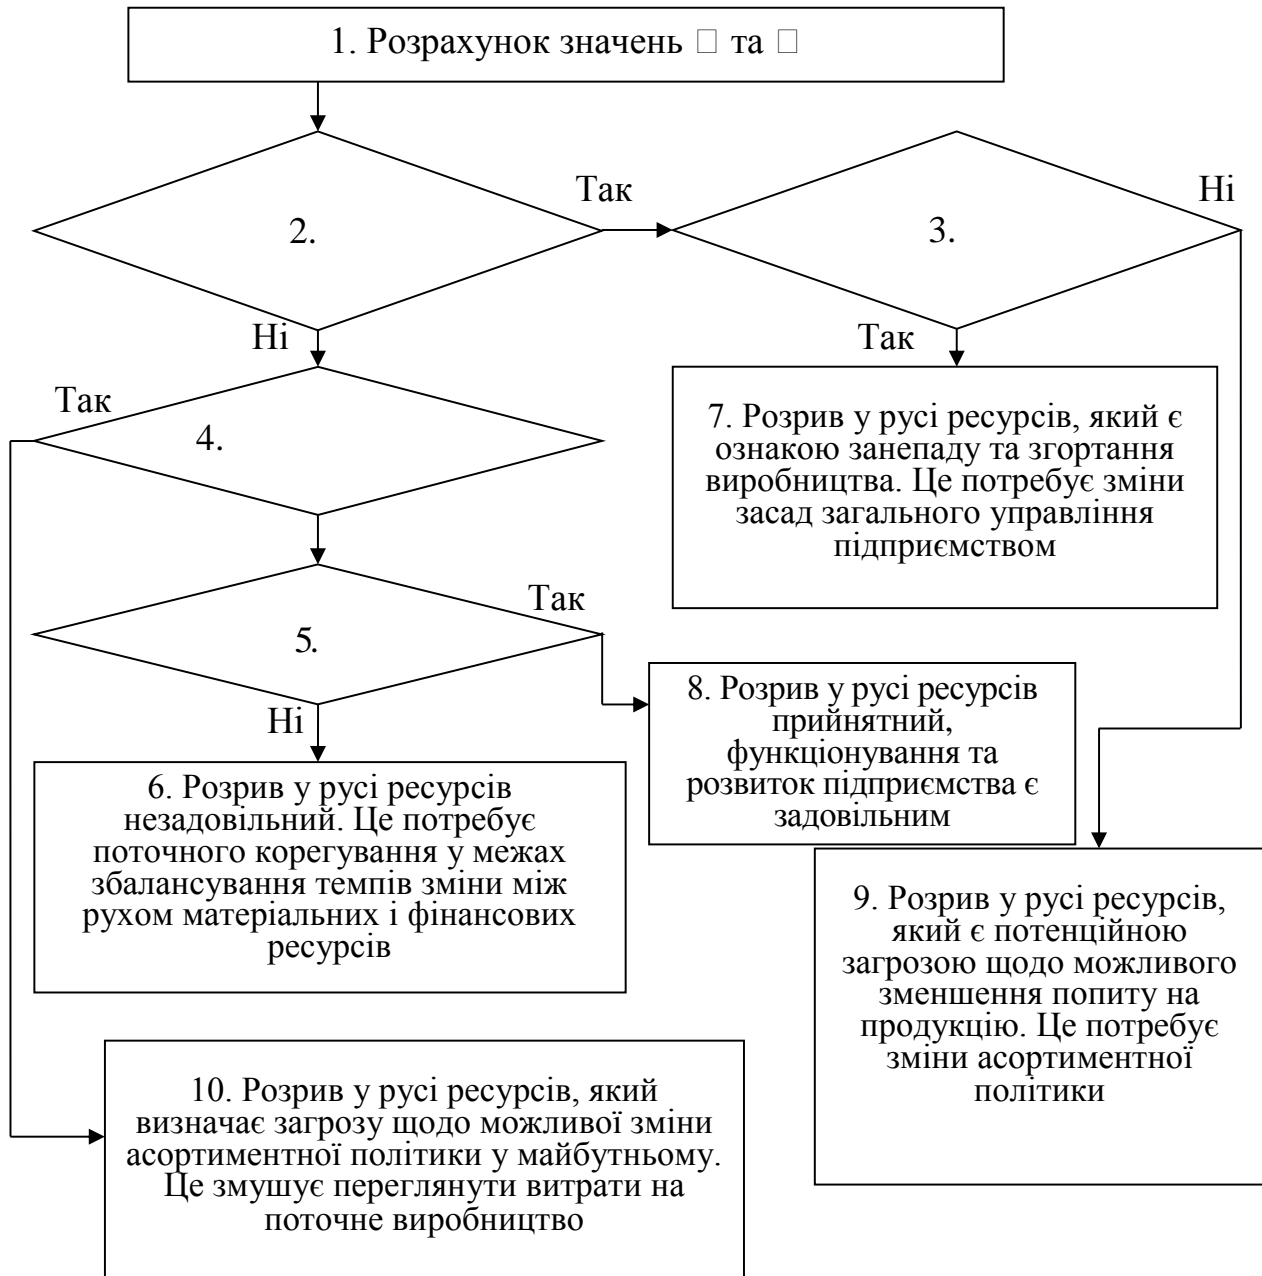 1. Розрахунок значень □ та □
Так
Ні
2.
3.
Ні
Так
Так
4.
7. Розрив у русі ресурсів, який є
ознакою занепаду та згортання
виробництва. Це потребує зміни
засад загального управління
підприємством
Так
5.
Ні
8. Розрив у русі ресурсів
прийнятний,
функціонування та
розвиток підприємства є
задовільним
6. Розрив у русі ресурсів
незадовільний. Це потребує
поточного корегування у межах
збалансування темпів зміни між
рухом матеріальних і фінансових
ресурсів
9. Розрив у русі ресурсів,
який є потенційною
загрозою щодо можливого
зменшення попиту на
продукцію. Це потребує
зміни асортиментної
політики
10. Розрив у русі ресурсів, який
визначає загрозу щодо можливої зміни
асортиментної політики у майбутньому.
Це змушує переглянути витрати на
поточне виробництво